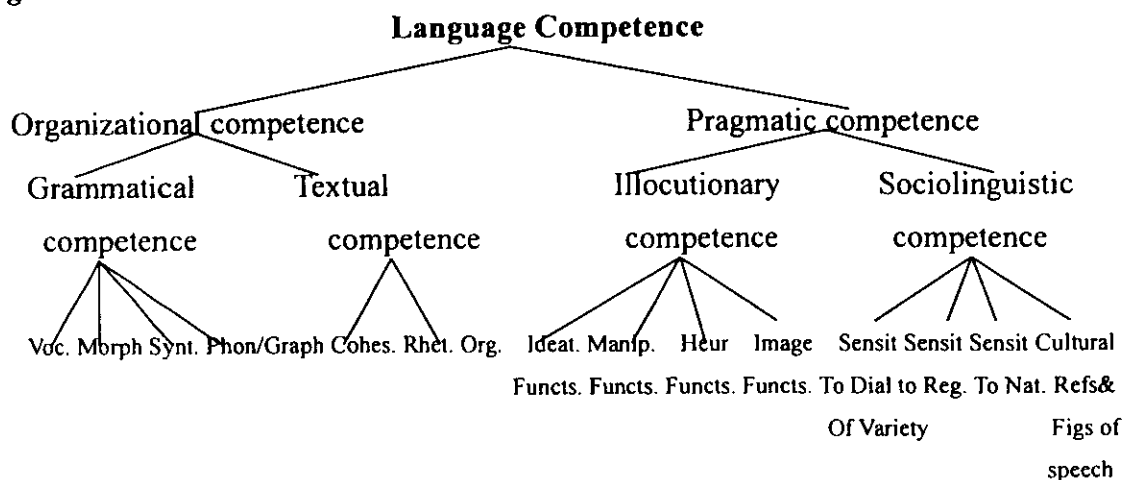 Language Competence
Organizational competence Pragmatic competence
Grammatical Textual Illocutionary Sociolinguistic
competence competence competence competence
Voc. Morph Synt. Phon/Graph Cohes. Rhet. Org. Ideat. Manip. Heur Image Sensit Sensit Sensit Cultural
Functs. Functs. Functs. Functs. To Dial to Reg. To Nat. Refs&
Of Variety Figs of
speech